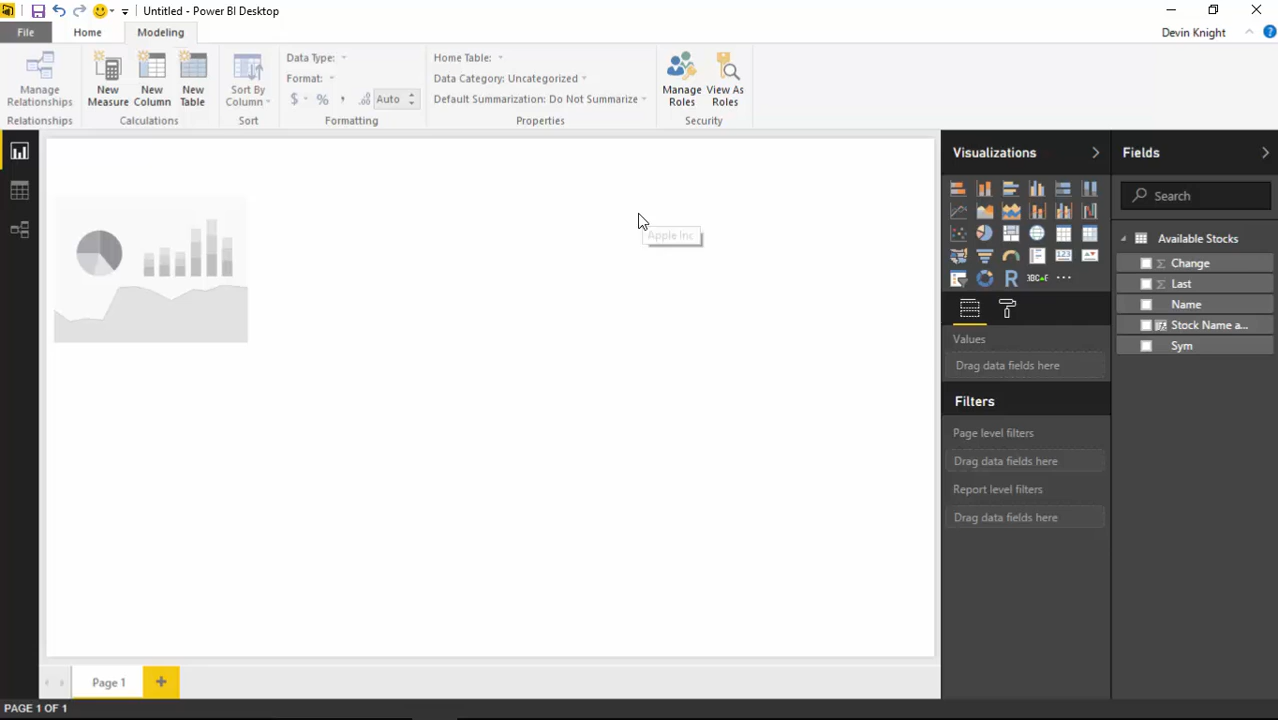 Untitled - Power BI Desktop
File
Home
Modeling
Devin Knight
Manage Relationships
New Measure
New Column
New Table
Sort By Column
Data Type:
Format:
$ % , .00 Auto
Home Table:
Data Category: Uncategorized
Default Summarization: Do Not Summarize
Manage Roles
View As Roles
Relationships
Calculations
Sort
Formatting
Properties
Security
Visualizations
Fields
Search
Apple Inc
Available Stocks
Change
Last
Name
Stock Name a...
Sym
R
Values
Drag data fields here
Filters
Page level filters
Drag data fields here
Report level filters
Drag data fields here
Page 1
PAGE 1 OF 1